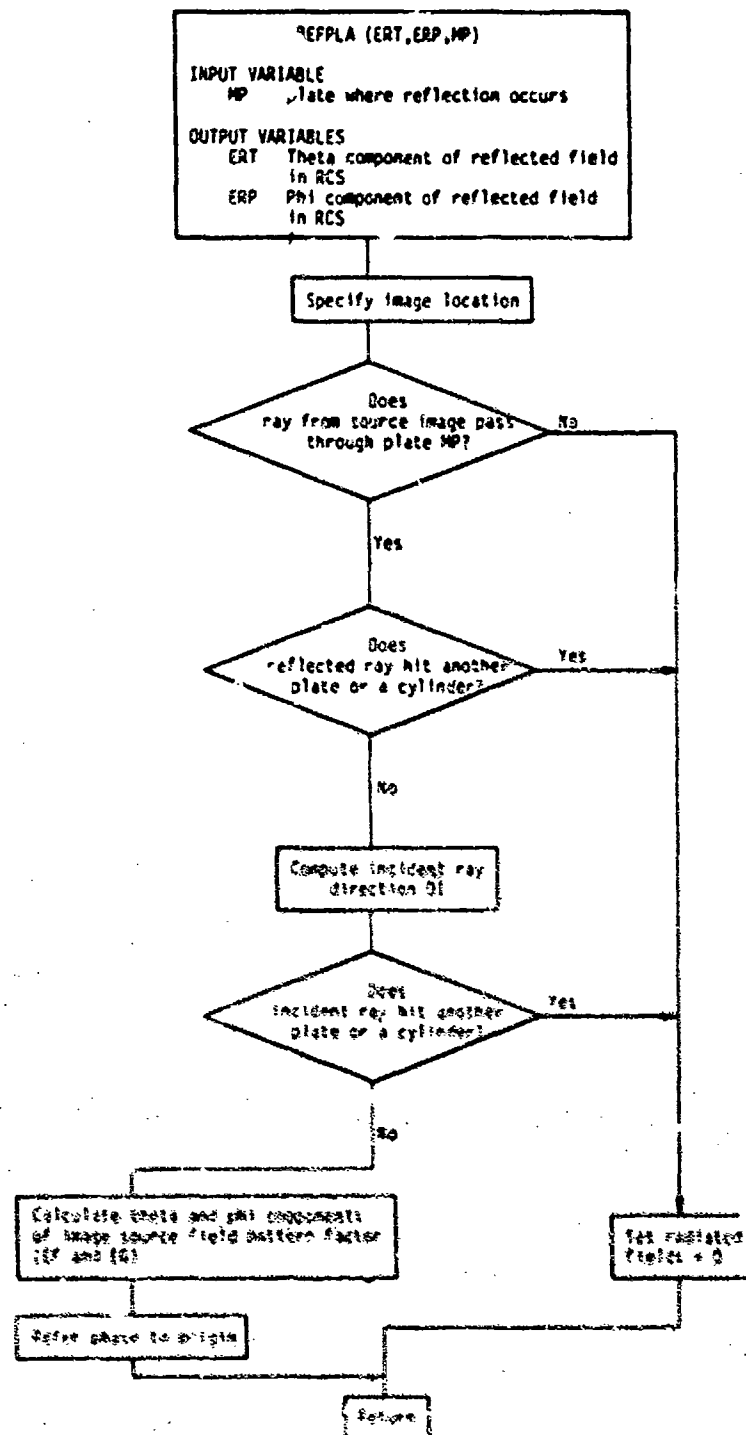 REFPLA (ERT,ERP,MP)
INPUT VARIABLE
MP plate where reflection occurs
OUTPUT VARIABLES
ERT Theta component of reflected field
in RCS
ERP Phi component of reflected field
in RCS
Specify image location
Does
ray from source image pass
through plate MP?
No
Yes
Does
reflected ray hit another
plate or a cylinder?
Yes
No
Compute incident ray
direction DI
Does
incident ray hit another
plate or a cylinder?
Yes
No
Calculate theta and phi components
of image source field pattern factor
(EF and EG)
Set radiated
fields = 0
Refer phase to origin
Return